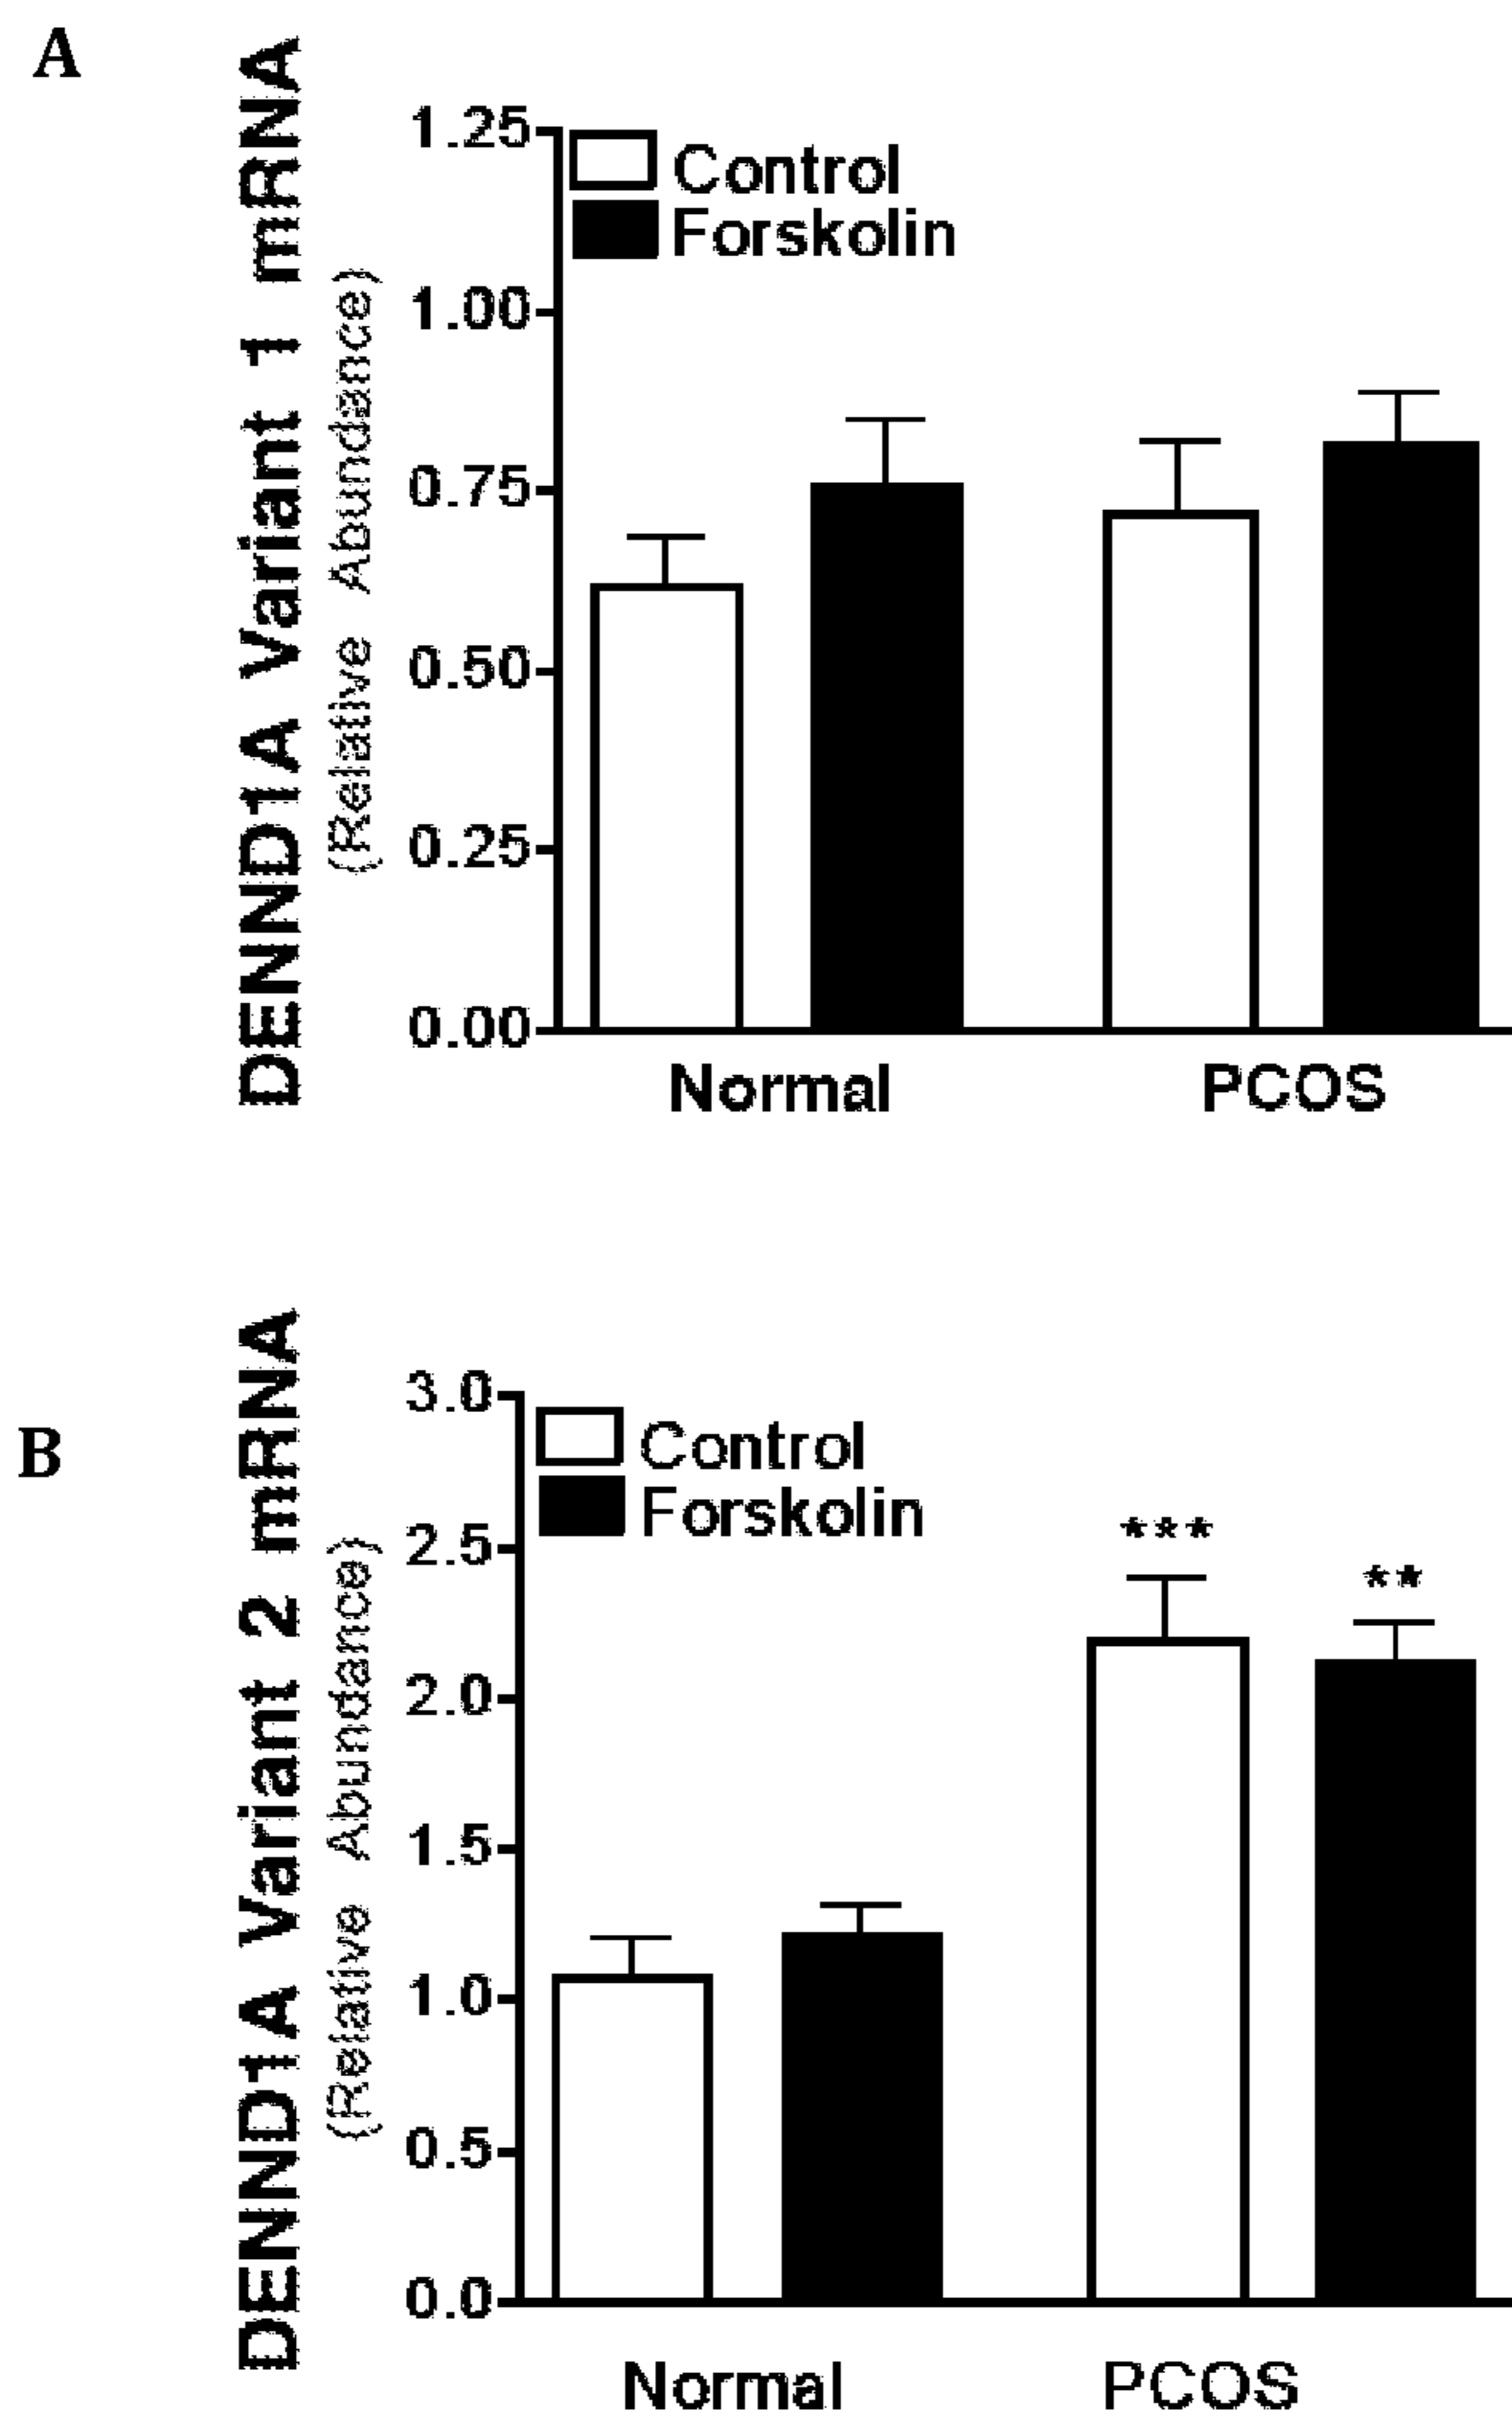 A
DENND1A Variant 1 mRNA
(Relative Abundance)
1.25
1.00
0.75
0.50
0.25
0.00
Control
Forskolin
Normal
PCOS
B
DENND1A Variant 2 mRNA
(Relative Abundance)
3.0
2.5
2.0
1.5
1.0
0.5
0.0
Control
Forskolin
***
**
Normal
PCOS